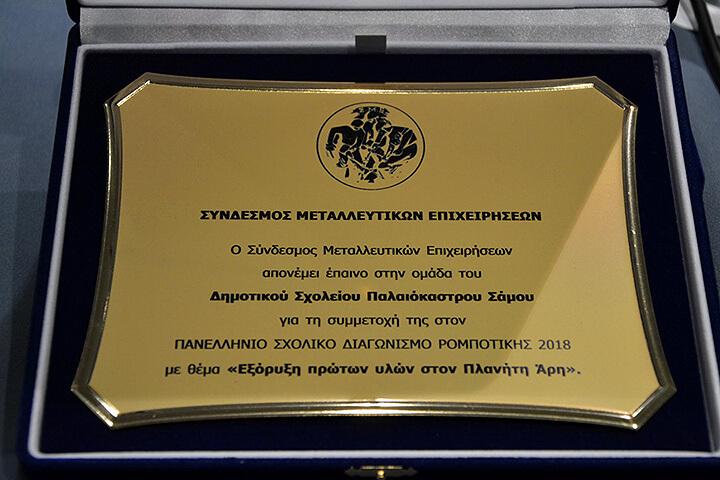 ΣΥΝΔΕΣΜΟΣ ΜΕΤΑΛΛΕΥΤΙΚΩΝ ΕΠΙΧΕΙΡΗΣΕΩΝ
Ο Σύνδεσμος Μεταλλευτικών Επιχειρήσεων
απονέμει έπαινο στην ομάδα του
Δημοτικού Σχολείου Παλαιόκαστρου Σάμου
για τη συμμετοχή της στον
ΠΑΝΕΛΛΗΝΙΟ ΣΧΟΛΙΚΟ ΔΙΑΓΩΝΙΣΜΟ ΡΟΜΠΟΤΙΚΗΣ 2018
με θέμα «Εξόρυξη πρώτων υλών στον Πλανήτη Άρη».